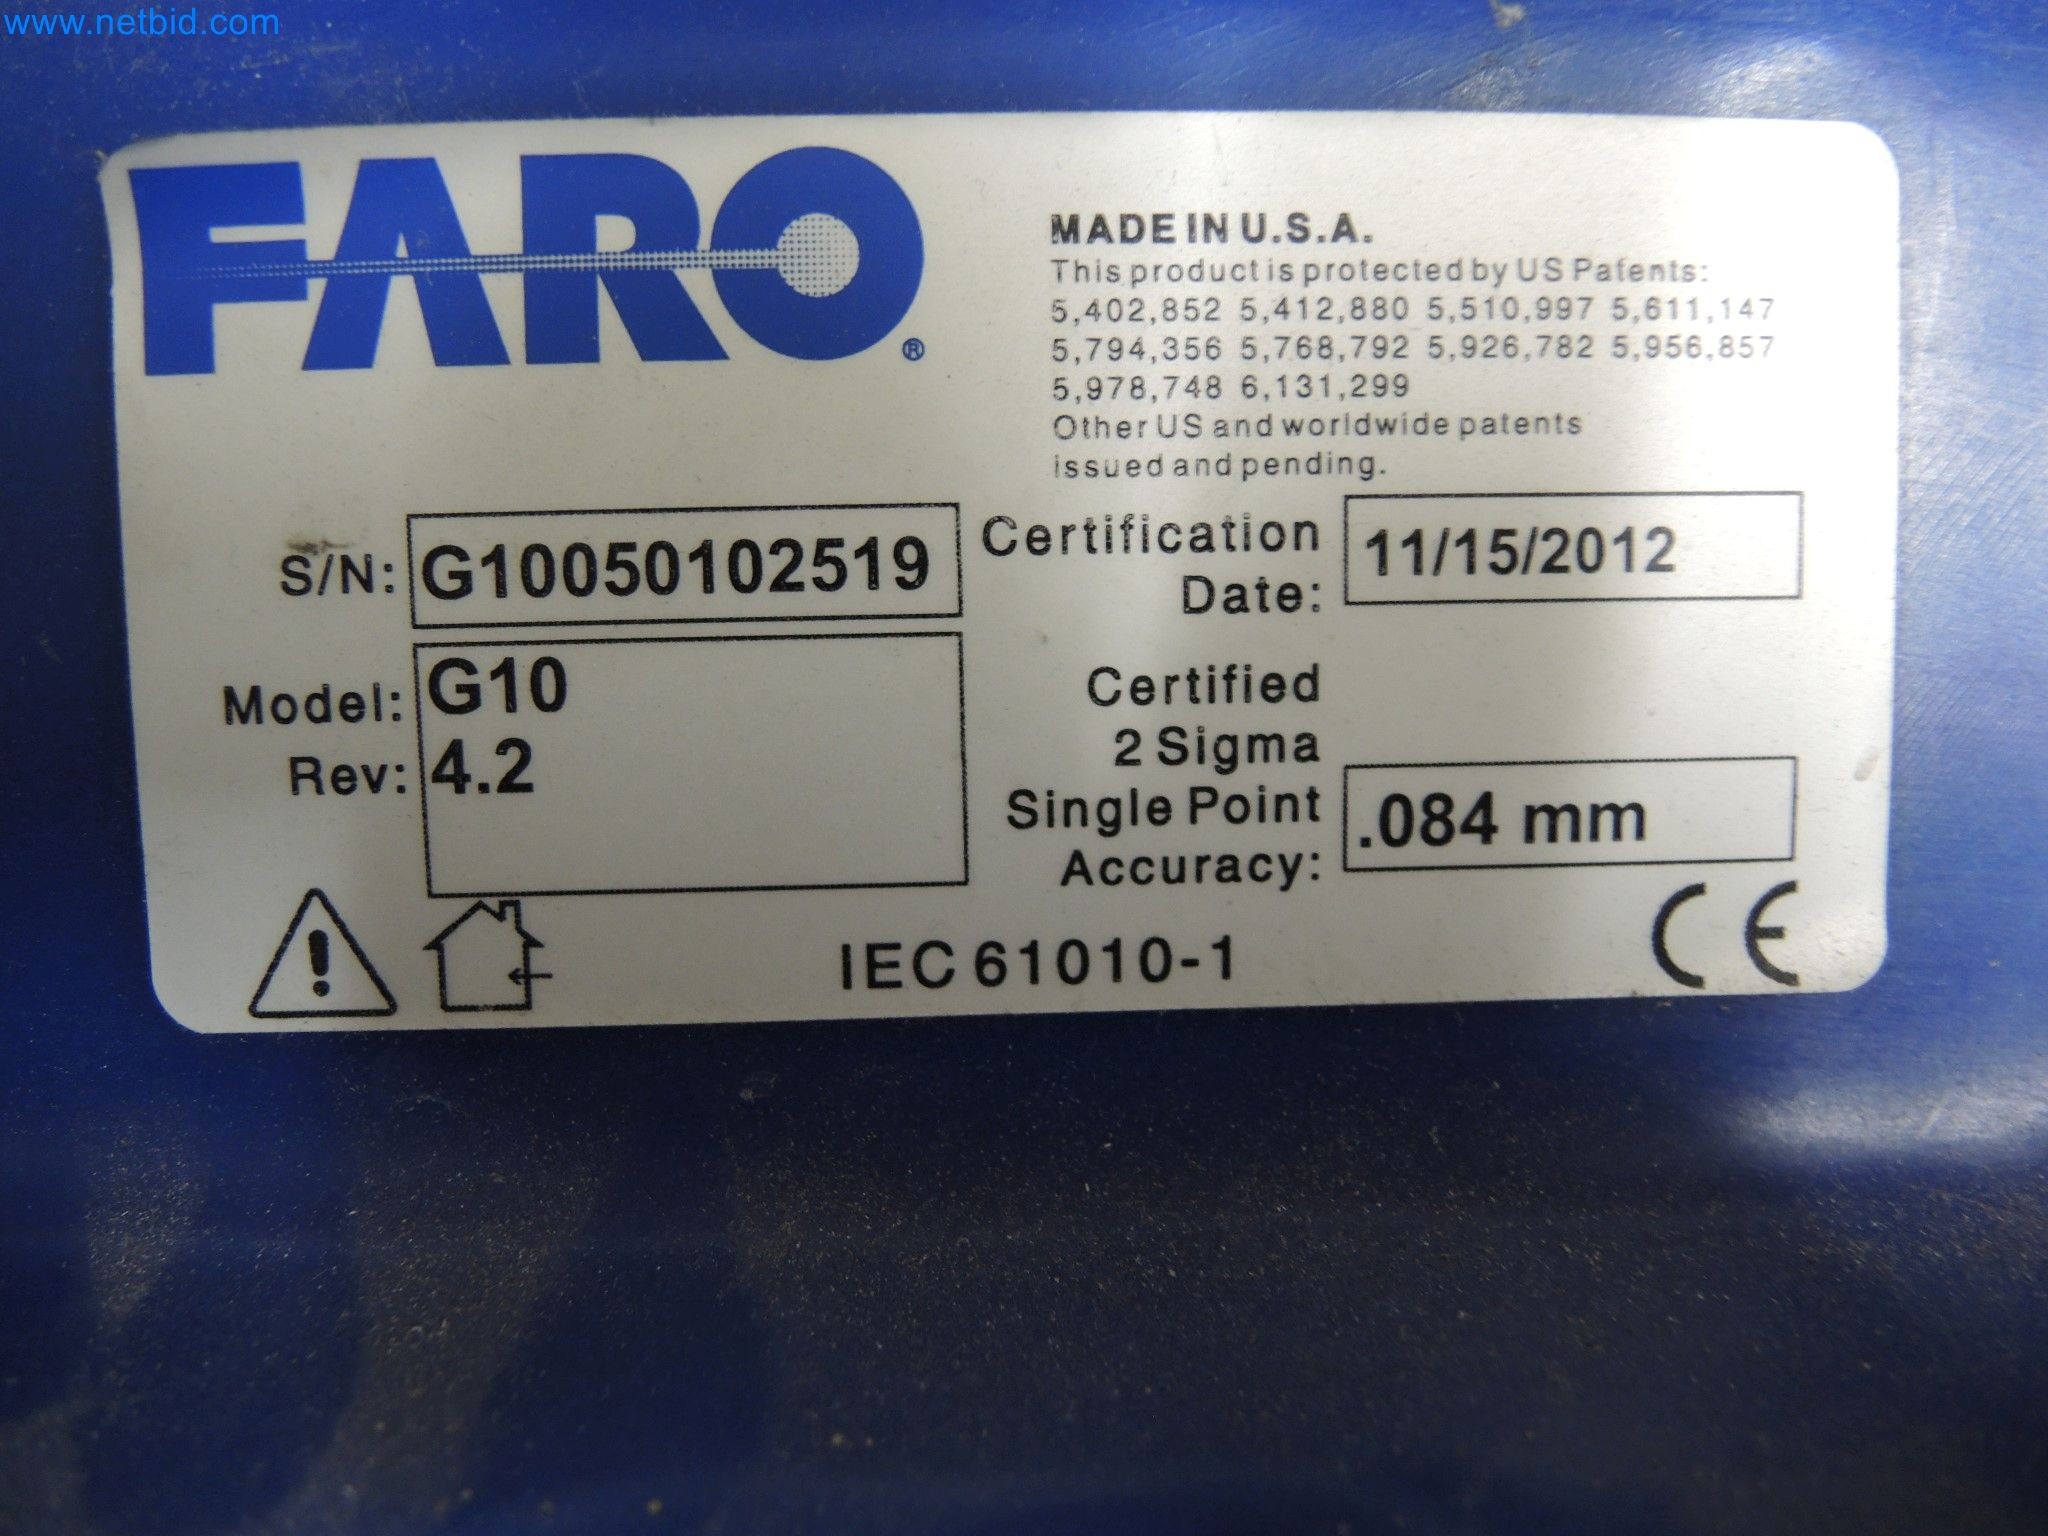 www.netbid.com
FARO®
MADE IN U.S.A.
This product is protected by US Patents:
5,402,852 5,412,880 5,510,997 5,611,147
5,794,356 5,768,792 5,926,782 5,956,857
5,978,748 6,131,299
Other US and worldwide patents
issued and pending.
S/N: G10050102519
Certification
Date: 11/15/2012
Model: G10
Rev: 4.2
Certified
2 Sigma
Single Point
Accuracy: .084 mm
IEC 61010-1
CE